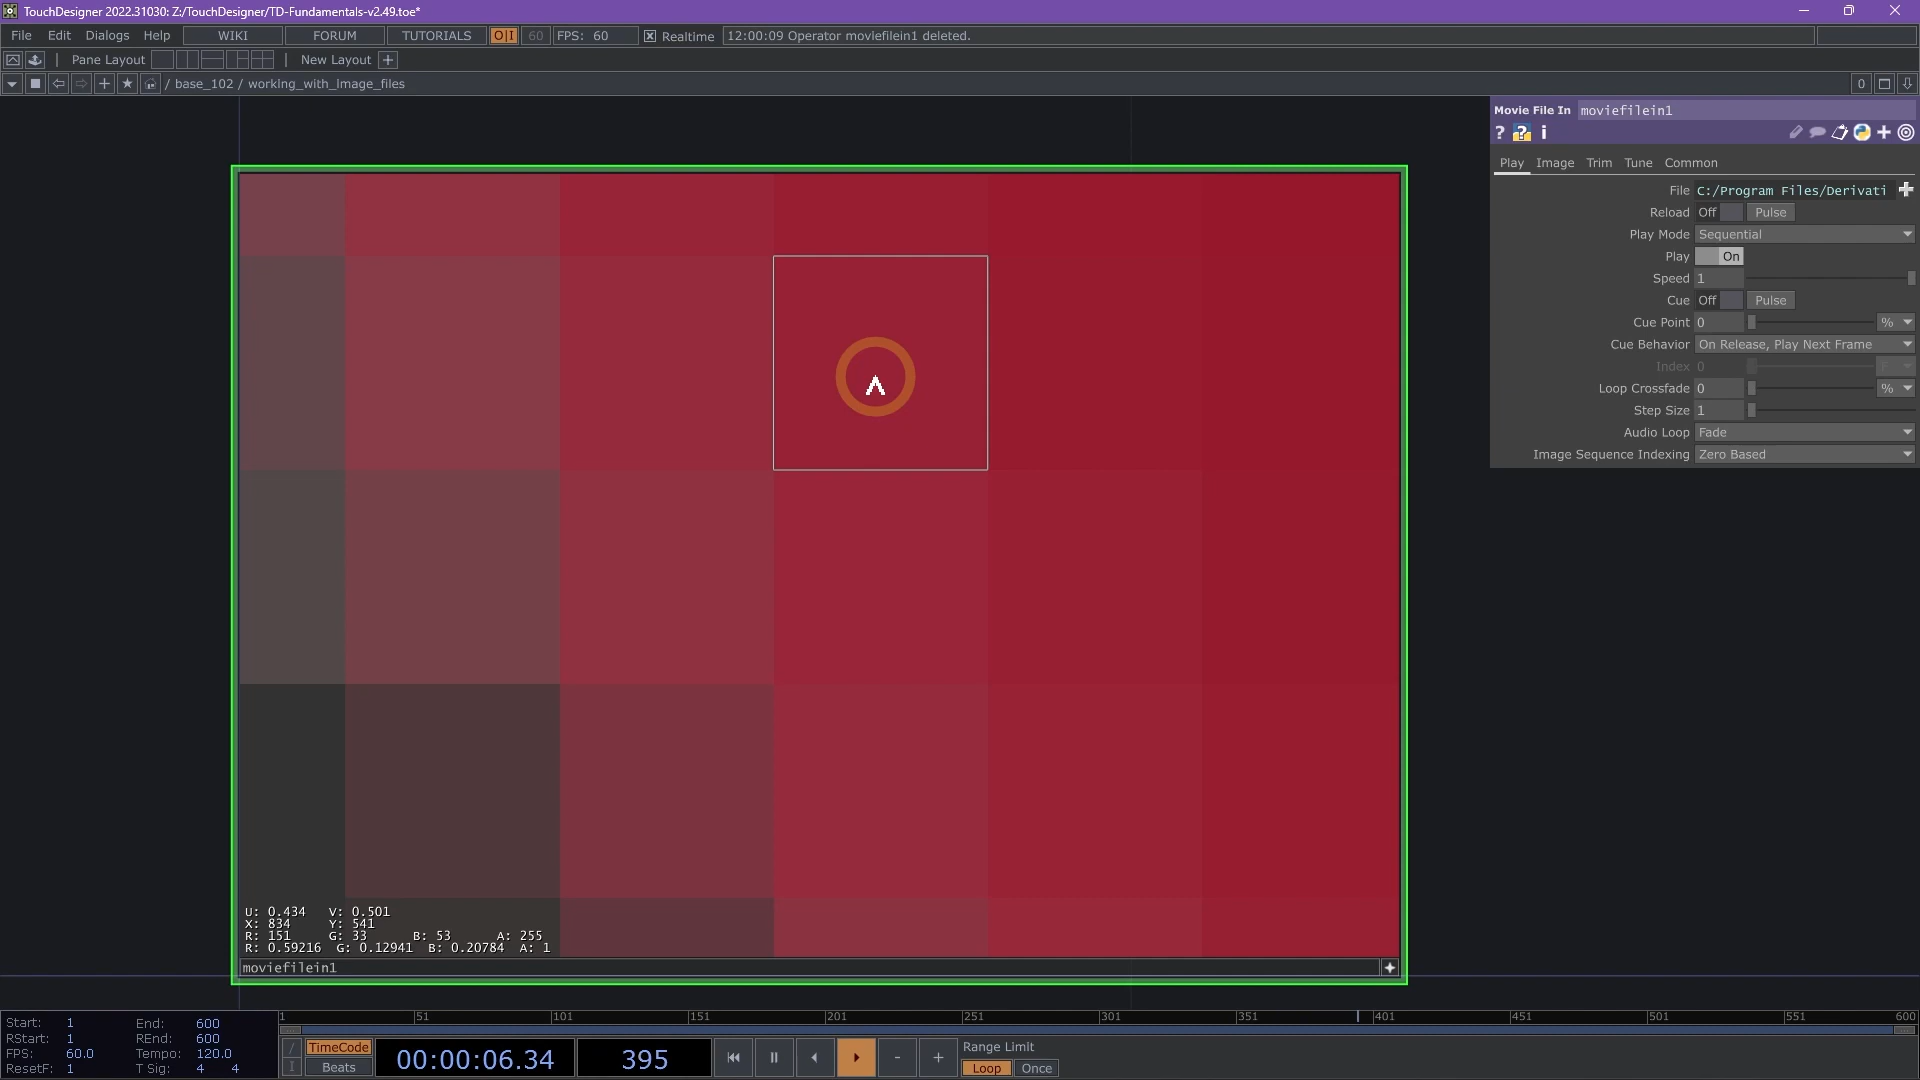 TouchDesigner 2022.31030: Z:/TouchDesigner/TD-Fundamentals-v2.49.toe*
File Edit Dialogs Help WIKI FORUM TUTORIALS O|I 60 FPS: 60 Realtime 12:00:09 Operator moviefilein1 deleted.
Pane Layout New Layout +
/ base_102 / working_with_image_files 0
Movie File In moviefilein1
? ? i
Play Image Trim Tune Common
File C:/Program Files/Derivati
Reload Off Pulse
Play Mode Sequential
Play On
Speed 1
Cue Off Pulse
Cue Point 0 %
Cue Behavior On Release, Play Next Frame
Index 0 F
Loop Crossfade 0 %
Step Size 1
Audio Loop Fade
Image Sequence Indexing Zero Based
U: 0.434 V: 0.501
X: 834 Y: 541
R: 151 G: 33 B: 53 A: 255
R: 0.59216 G: 0.12941 B: 0.20784 A: 1
moviefilein1
1 51 101 151 201 251 301 351 401 451 501 551 600
Start: 1 End: 600
RStart: 1 REnd: 600
FPS: 60.0 Tempo: 120.0
ResetF: 1 T Sig: 4 4
/ TimeCode
I Beats
00:00:06.34 395 - +
Range Limit
Loop Once